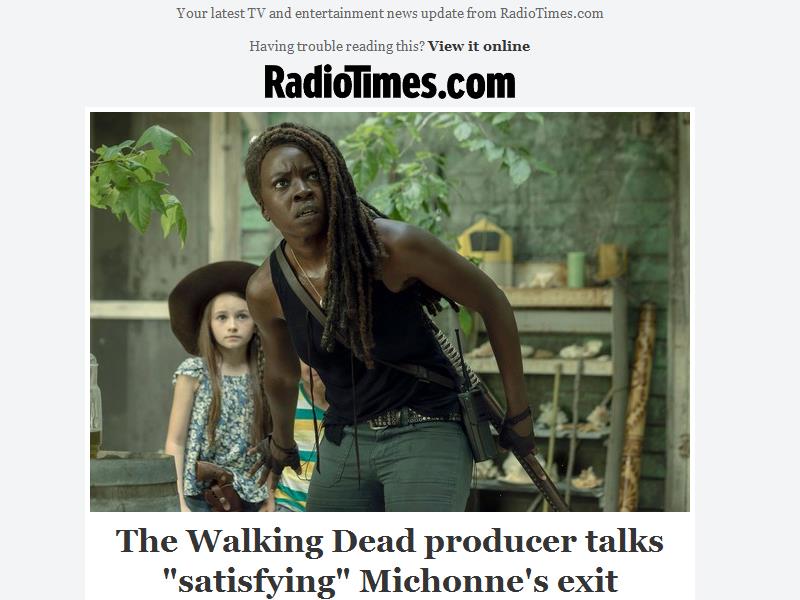 Your latest TV and entertainment news update from RadioTimes.com
Having trouble reading this? View it online
RadioTimes.com
The Walking Dead producer talks
"satisfying" Michonne's exit